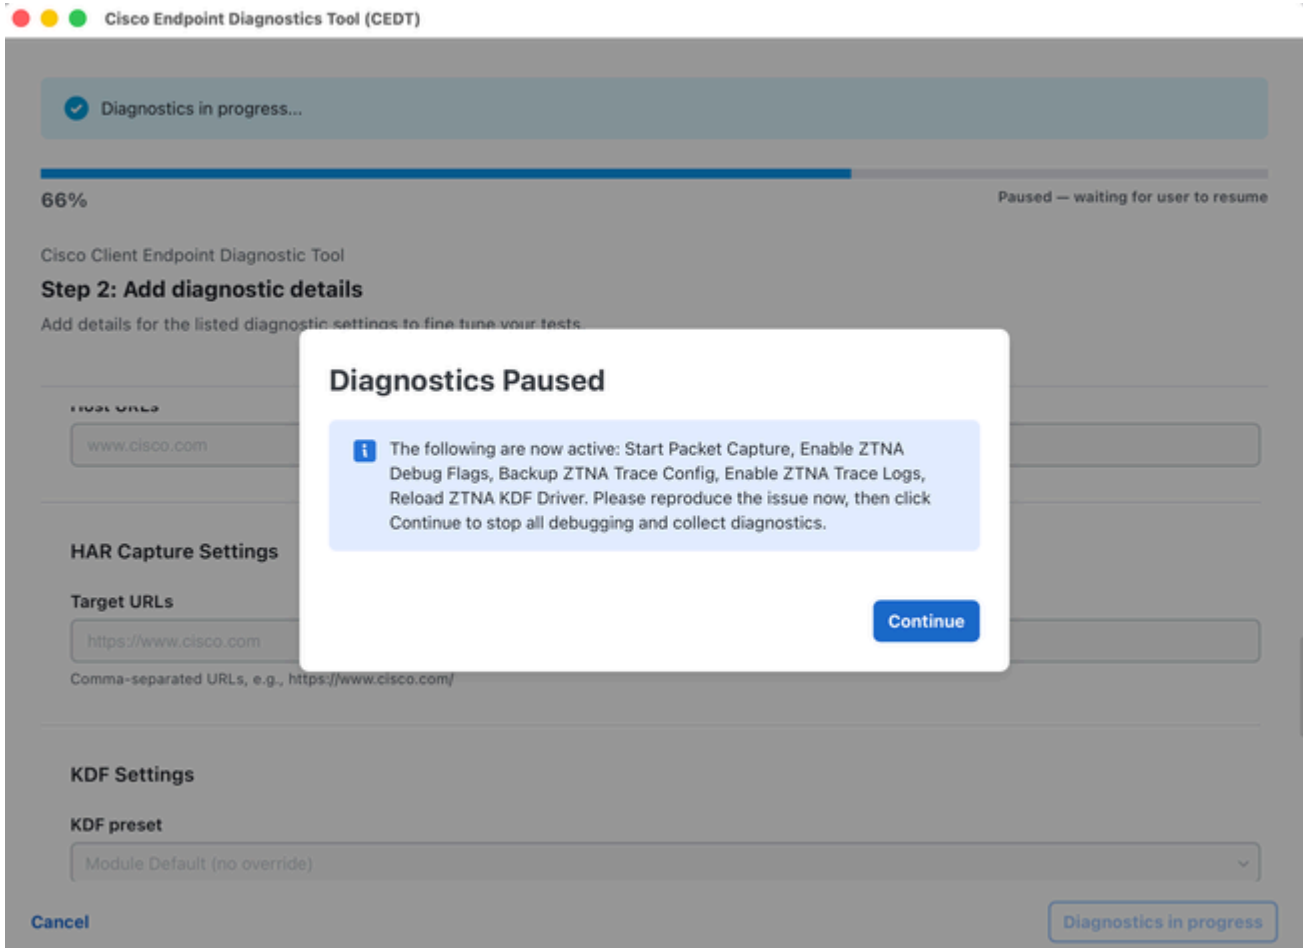 Cisco Endpoint Diagnostics Tool (CEDT)
Diagnostics in progress...
66%
Paused — waiting for user to resume
Cisco Client Endpoint Diagnostic Tool
Step 2: Add diagnostic details
Add details for the listed diagnostic settings to fine tune your tests.
Diagnostics Paused
The following are now active: Start Packet Capture, Enable ZTNA
Debug Flags, Backup ZTNA Trace Config, Enable ZTNA Trace Logs,
Reload ZTNA KDF Driver. Please reproduce the issue now, then click
Continue to stop all debugging and collect diagnostics.
Continue
Host URLs
www.cisco.com
HAR Capture Settings
Target URLs
https://www.cisco.com
Comma-separated URLs, e.g., https://www.cisco.com/
KDF Settings
KDF preset
Module Default (no override)
Cancel
Diagnostics in progress